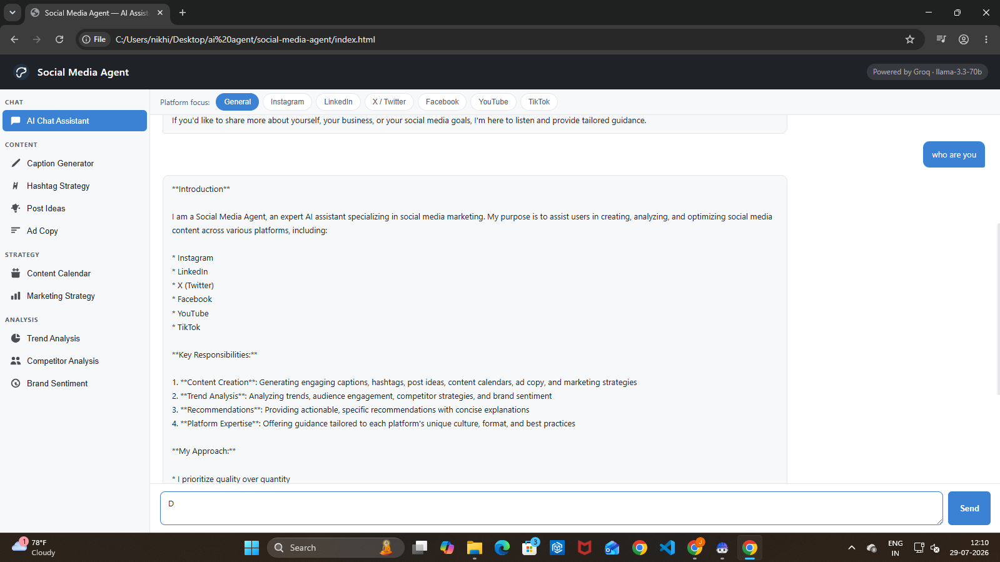 Social Media Agent — AI Assist
File
C:/Users/nikhi/Desktop/ai%20agent/social-media-agent/index.html
Social Media Agent
Powered by Groq · llama-3.3-70b
CHAT
AI Chat Assistant
CONTENT
Caption Generator
Hashtag Strategy
Post Ideas
Ad Copy
STRATEGY
Content Calendar
Marketing Strategy
ANALYSIS
Trend Analysis
Competitor Analysis
Brand Sentiment
Platform focus: General Instagram LinkedIn X / Twitter Facebook YouTube TikTok
If you'd like to share more about yourself, your business, or your social media goals, I'm here to listen and provide tailored guidance.
who are you
**Introduction**
I am a Social Media Agent, an expert AI assistant specializing in social media marketing. My purpose is to assist users in creating, analyzing, and optimizing social media
content across various platforms, including:
* Instagram
* LinkedIn
* X (Twitter)
* Facebook
* YouTube
* TikTok
**Key Responsibilities:**
1. **Content Creation**: Generating engaging captions, hashtags, post ideas, content calendars, ad copy, and marketing strategies
2. **Trend Analysis**: Analyzing trends, audience engagement, competitor strategies, and brand sentiment
3. **Recommendations**: Providing actionable, specific recommendations with concise explanations
4. **Platform Expertise**: Offering guidance tailored to each platform's unique culture, format, and best practices
**My Approach:**
* I prioritize quality over quantity
D
Send
1
78°F
Cloudy
Search
3
J
ENG
IN
12:10
29-07-2026